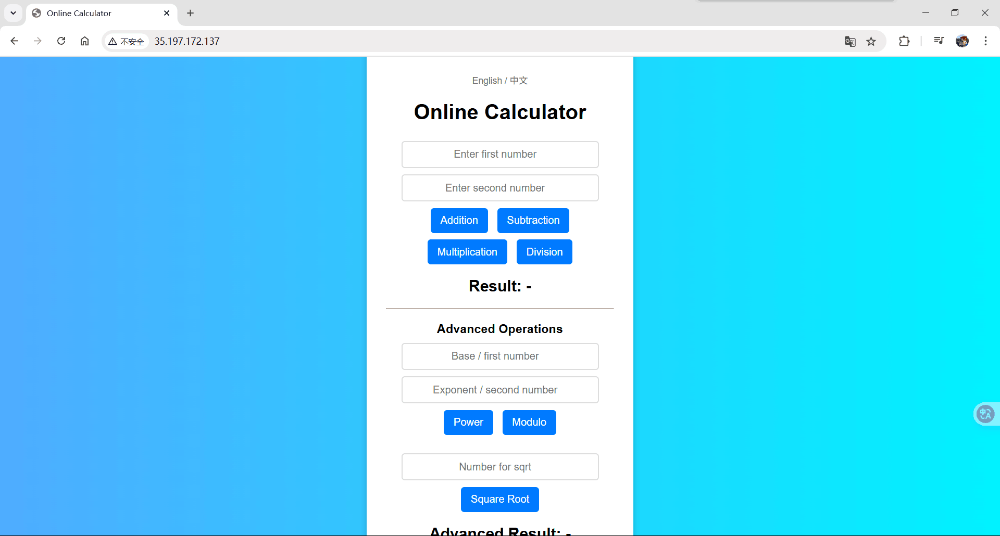 Online Calculator
不安全 35.197.172.137
English / 中文
Online Calculator
Enter first number
Enter second number
Addition Subtraction
Multiplication Division
Result: -
Advanced Operations
Base / first number
Exponent / second number
Power Modulo
Number for sqrt
Square Root
Advanced Result: -